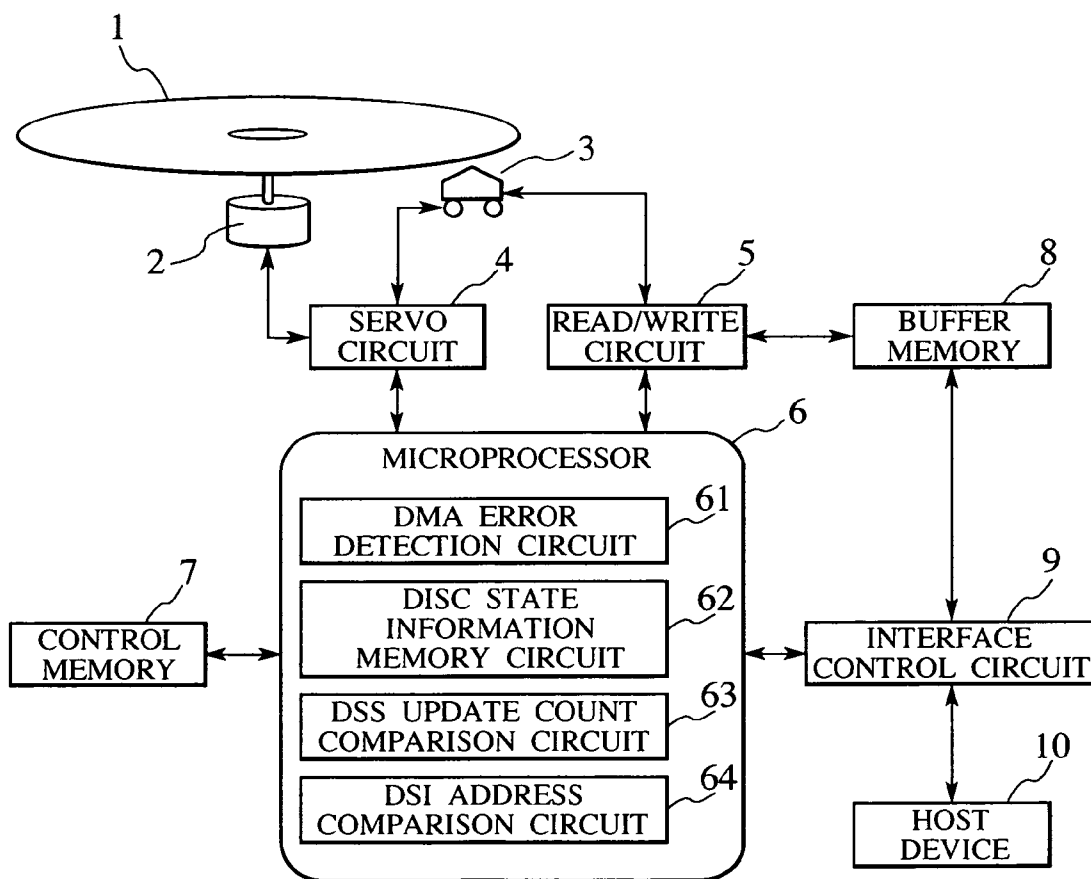 1
3
2
4
5
8
SERVO
CIRCUIT
READ/WRITE
CIRCUIT
BUFFER
MEMORY
6
MICROPROCESSOR
61
DMA ERROR
DETECTION CIRCUIT
7
CONTROL
MEMORY
62
DISC STATE
INFORMATION
MEMORY CIRCUIT
9
INTERFACE
CONTROL CIRCUIT
63
DSS UPDATE COUNT
COMPARISON CIRCUIT
64
DSI ADDRESS
COMPARISON CIRCUIT
10
HOST
DEVICE